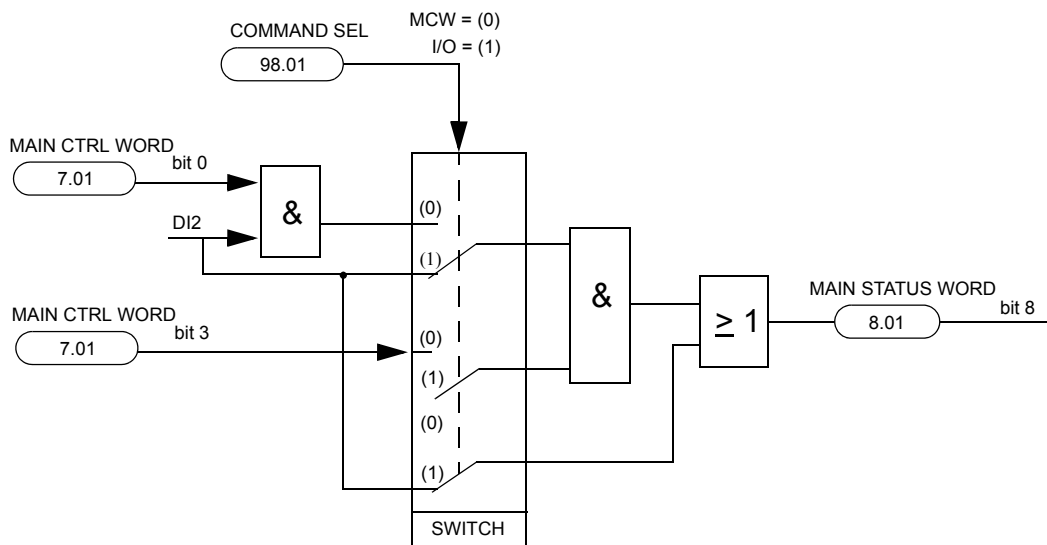 MCW = (0)
COMMAND SEL
I/O = (1)
98.01
MAIN CTRL WORD
bit 0
7.01
&
(0)
DI2
(1)
&
MAIN STATUS WORD
MAIN CTRL WORD
bit 3
≥ 1
8.01
bit 8
7.01
(0)
(1)
(0)
(1)
SWITCH